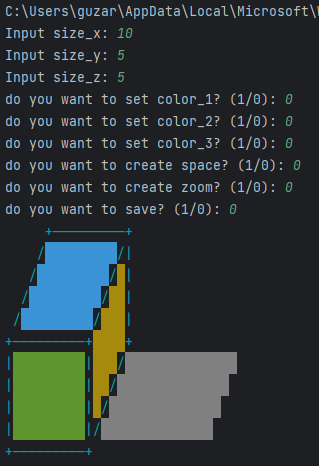 C:\Users\guzar\AppData\Local\Microsoft\
Input size_x: 10
Input size_y: 5
Input size_z: 5
do you want to set color_1? (1/0): 0
do you want to set color_2? (1/0): 0
do you want to set color_3? (1/0): 0
do you want to create space? (1/0): 0
do you want to create zoom? (1/0): 0
do you want to save? (1/0): 0